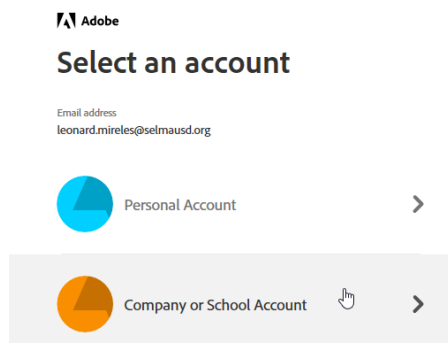 Adobe
Select an account
Email address
leonard.mireles@selmausd.org
Personal Account
Company or School Account